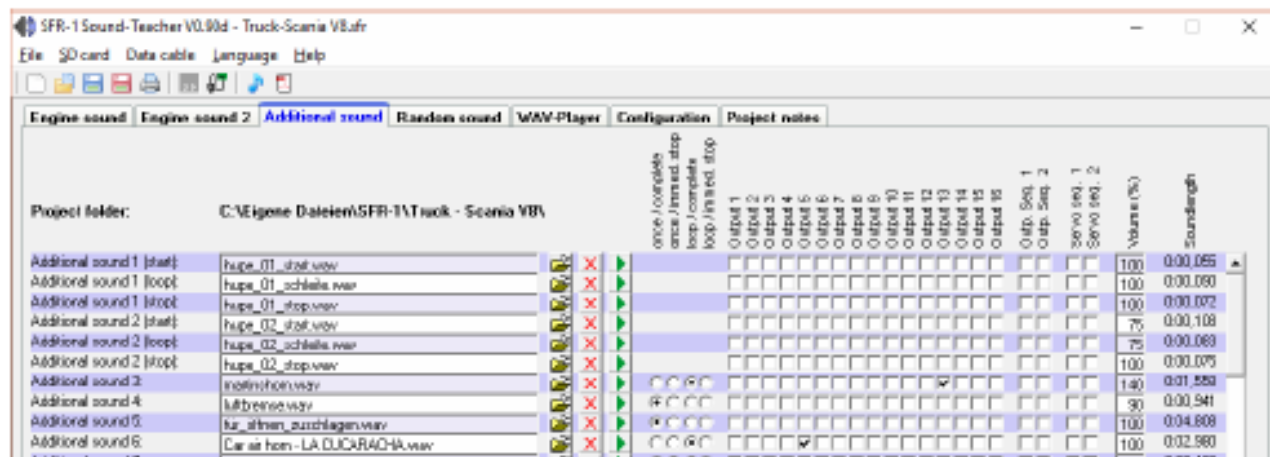 SFR-1 Sound-Teacher V0.90d - Truck-Scania V8.sfr
File SD card Data cable Language Help
Engine sound Engine sound 2 Additional sound Random sound WAV-Player Configuration Project notes
once / complete
once / immed. stop
loop / complete
loop / immed. stop
Output 1
Output 2
Output 3
Output 4
Output 5
Output 6
Output 7
Output 8
Output 9
Output 10
Output 11
Output 12
Output 13
Output 14
Output 15
Output 16
Outp. Seq. 1
Outp. Seq. 2
Servo seq. 1
Servo seq. 2
Volume (%)
Soundlength
Project folder: C:\Eigene Dateien\SFR-1\Truck - Scania V8\
Additional sound 1 (start): hupe_01_start.wav 100 0:00,055
Additional sound 1 (loop): hupe_01_schleife.wav 100 0:00,090
Additional sound 1 (stop): hupe_01_stop.wav 100 0:00,072
Additional sound 2 (start): hupe_02_start.wav 75 0:00,108
Additional sound 2 (loop): hupe_02_schleife.wav 75
Additional sound 2 (stop): hupe_02_stop.wav 100 0:00,075
Additional sound 3: martinshorn.wav 140 0:01,559
Additional sound 4: luftbremse.wav 90 0:00,941
Additional sound 5: tür_öffnen_zuschlagen.wav 100 0:04,808
Additional sound 6: Car air horn - LA CUCARACHA.wav 100 0:02,980